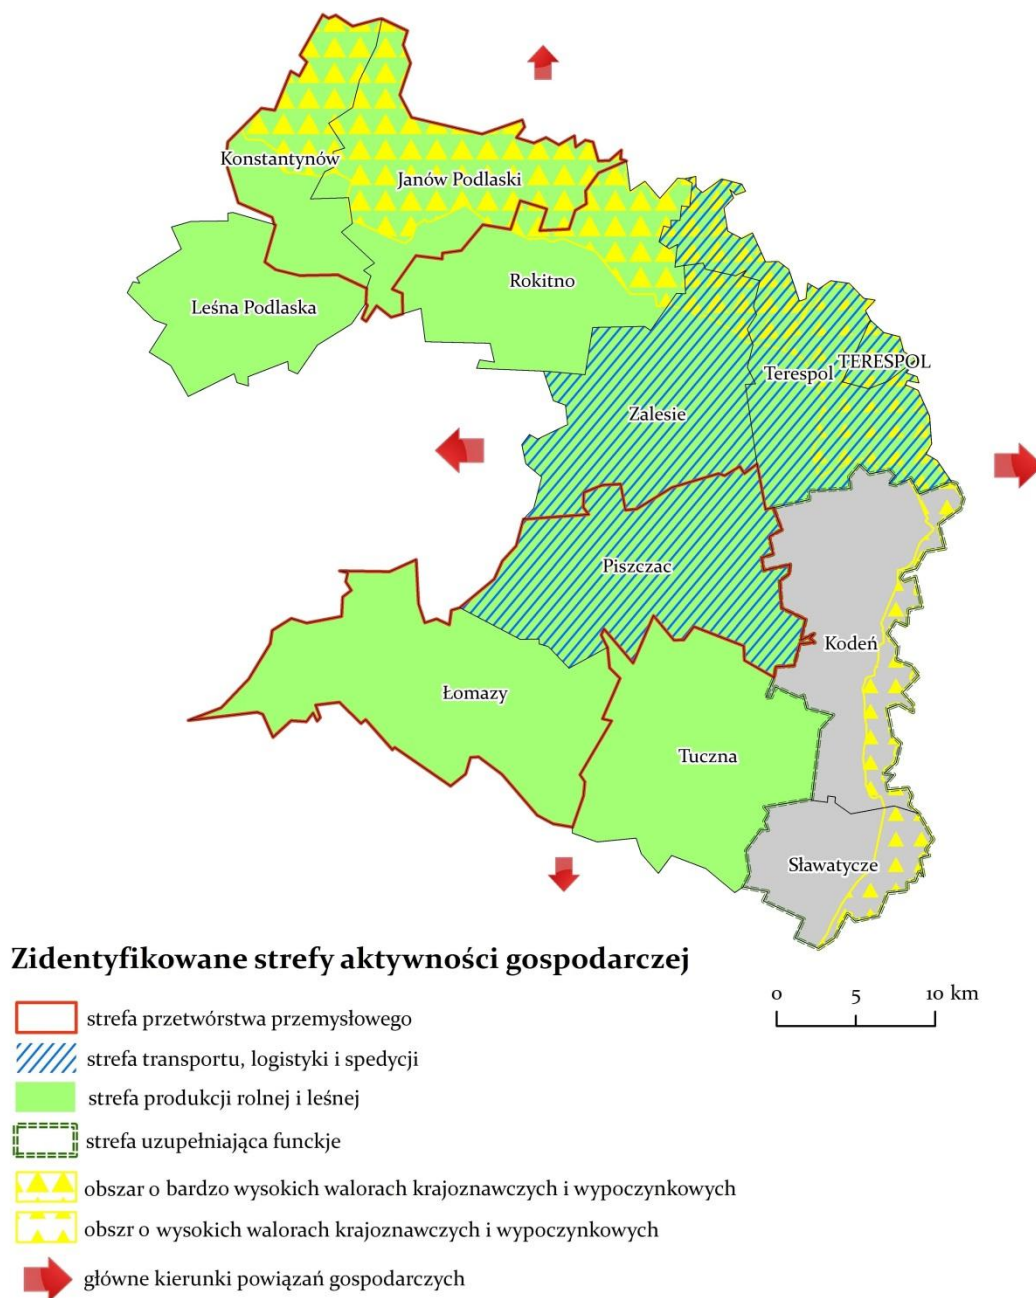 Konstantynów
Janów Podlaski
Rokitno
Leśna Podlaska
TERESPOL
Terespol
Zalesie
Piszczac
Kodeń
Łomazy
Tuczna
Sławatycze
Zidentyfikowane strefy aktywności gospodarczej
0 5 10 km
strefa przetwórstwa przemysłowego
strefa transportu, logistyki i spedycji
strefa produkcji rolnej i leśnej
strefa uzupełniająca funckje
obszar o bardzo wysokich walorach krajoznawczych i wypoczynkowych
obszr o wysokich walorach krajoznawczych i wypoczynkowych
główne kierunki powiązań gospodarczych